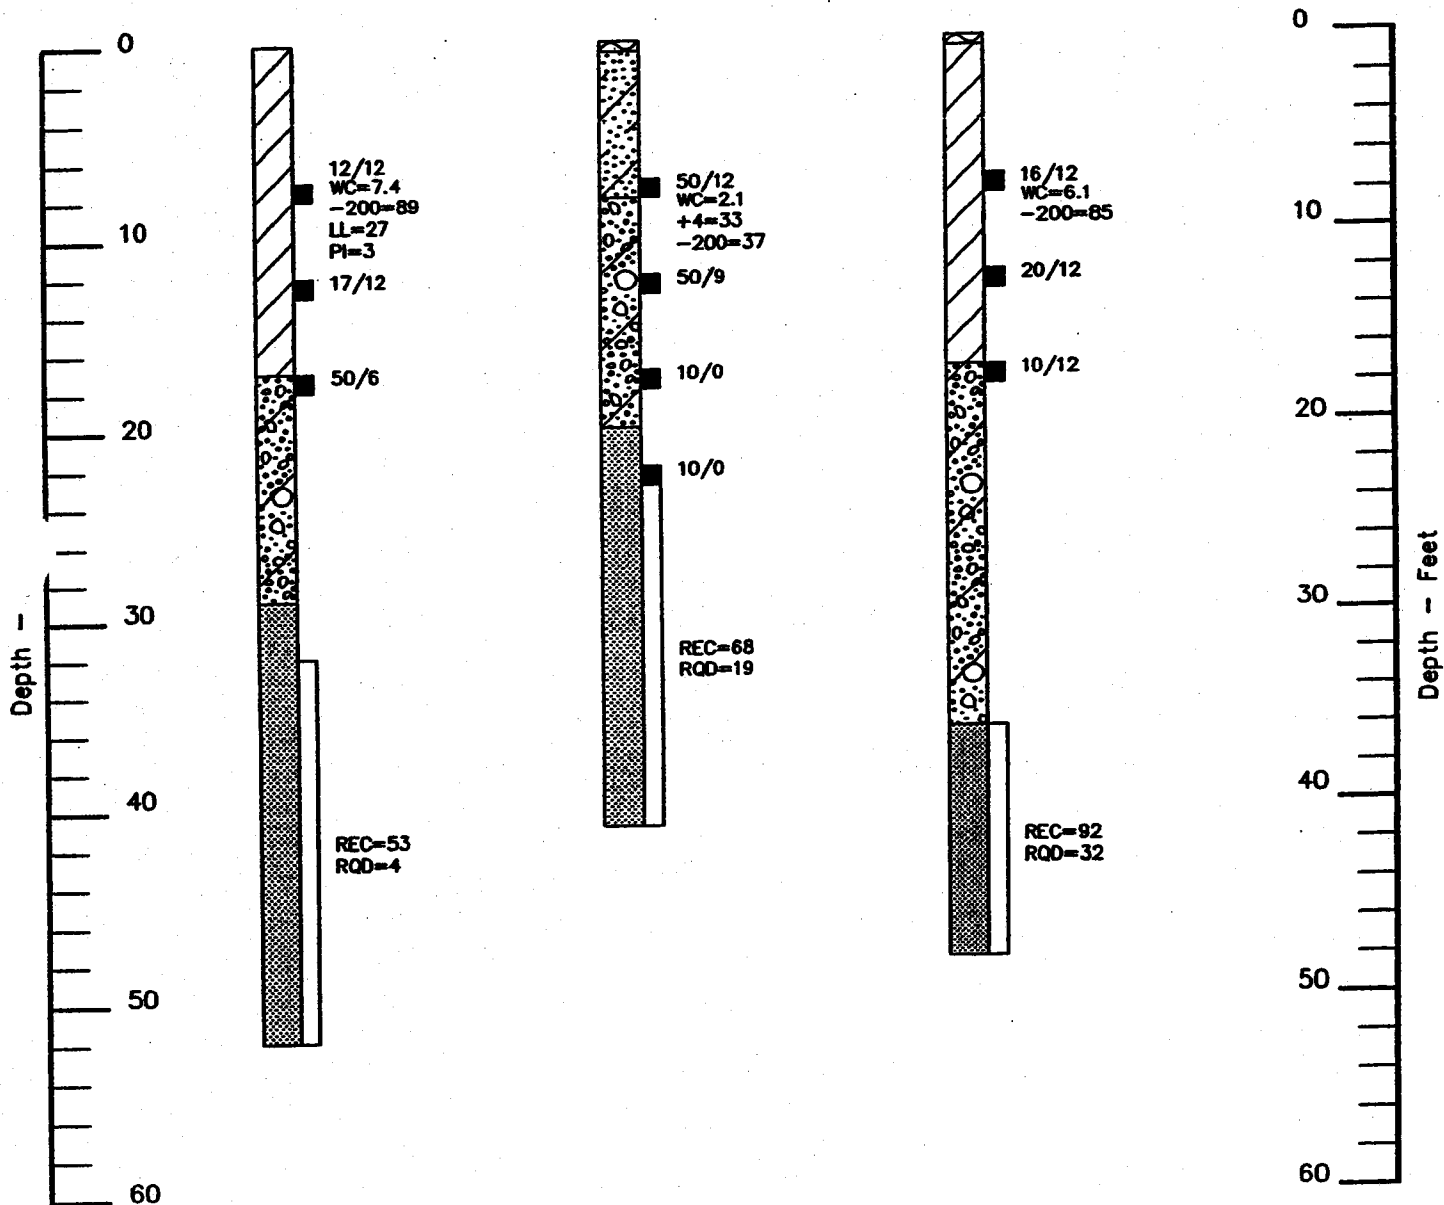 0
10
20
30
40
50
60
Depth —
12/12
WC=7.4
-200=89
LL=27
PI=3
17/12
50/6
REC=53
RQD=4
50/12
WC=2.1
+4=33
-200=37
50/9
10/0
10/0
REC=68
RQD=19
16/12
WC=6.1
-200=85
20/12
10/12
REC=92
RQD=32
0
10
20
30
40
50
60
Depth — Feet